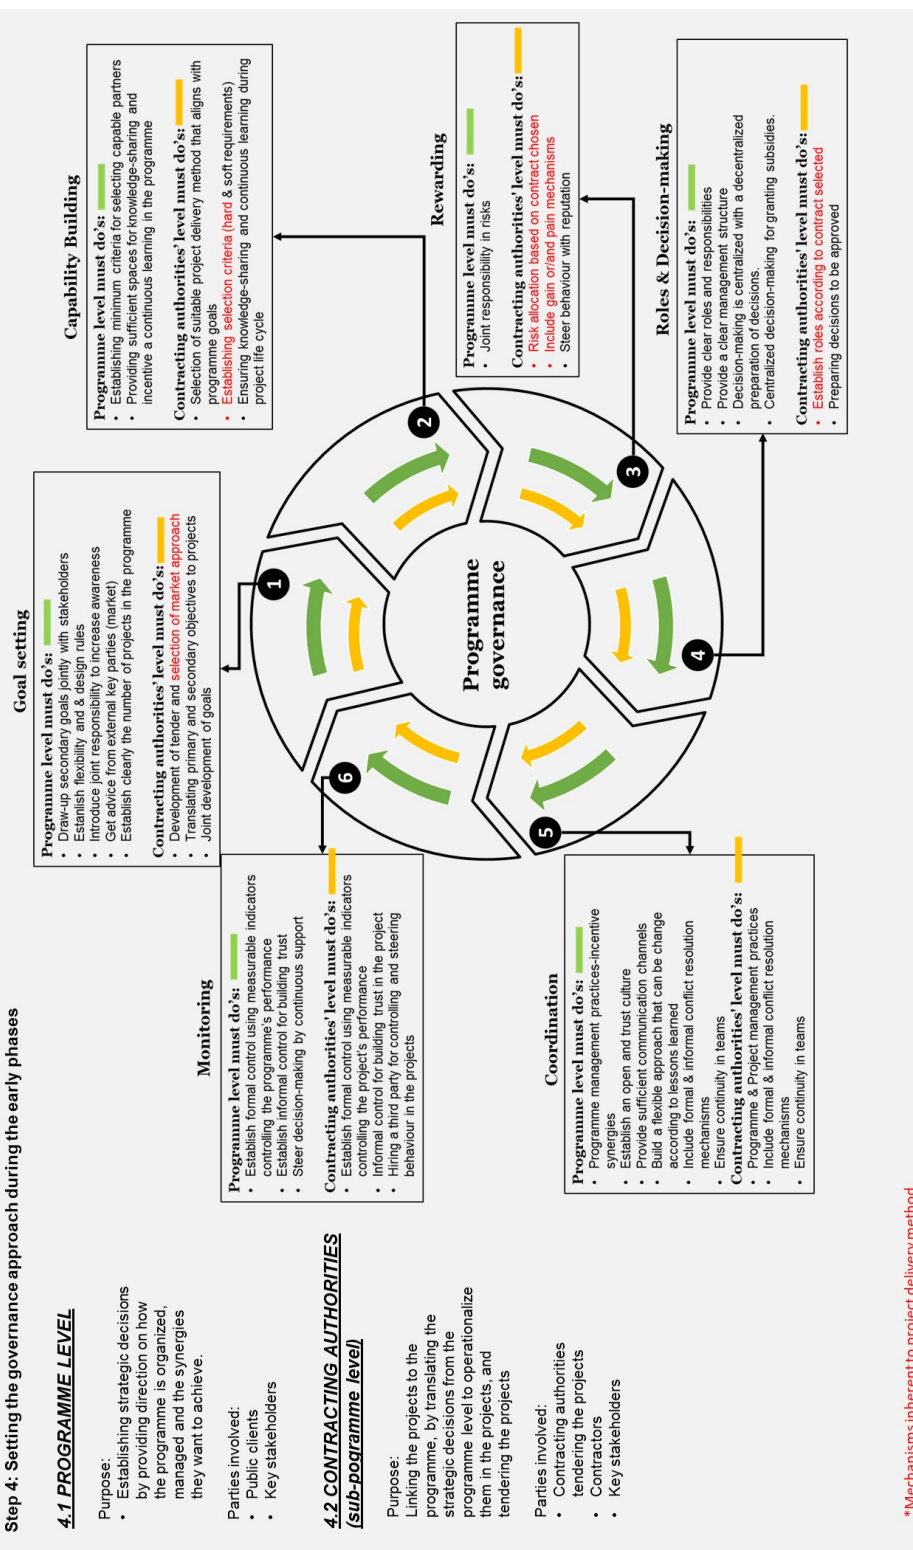 Step 4: Setting the governance approach during the early phases
4.1 PROGRAMME LEVEL
Purpose:
• Establishing strategic decisions
by providing direction on how
the programme is organized,
managed and the synergies
they want to achieve.
Parties involved:
• Public clients
• Key stakeholders
4.2 CONTRACTING AUTHORITIES
(sub-pogramme level)
Purpose:
Linking the projects to the
programme, by translating the
strategic decisions from the
programme level to operationalize
them in the projects, and
tendering the projects
Parties involved:
• Contracting authorities
tendering the projects
• Contractors
• Key stakeholders
Goal setting
Programme level must do's:
• Draw-up secondary goals jointly with stakeholders
• Estanlish flexibility and & design rules
• Introduce joint responsibility to increase awareness
• Get advice from external key parties (market)
• Establish clearly the number of projects in the programme
Contracting authorities' level must do's:
• Development of tender and selection of market approach
• Translating primary and secondary objectives to projects
• Joint development of goals
Capability Building
Programme level must do's:
• Establishing minimum criteria for selecting capable partners
• Providing sufficient spaces for knowledge-sharing and
incentive a continuous learning in the programme
Contracting authorities' level must do's:
• Selection of suitable project delivery method that aligns with
programme goals
• Establishing selection criteria (hard & soft requirements)
• Ensuring knowledge-sharing and continuous learning during
project life cycle
Rewarding
Programme level must do's:
• Joint responsibility in risks
Contracting authorities' level must do's:
• Risk allocation based on contract chosen
• Include gain or/and pain mechanisms
• Steer behaviour with reputation
Roles & Decision-making
Programme level must do's:
• Provide clear roles and responsibilities
• Provide a clear management structure
• Decision-making is centralized with a decentralized
preparation of decisions.
• Centralized decision-making for granting subsidies.
Contracting authorities' level must do's:
• Establish roles according to contract selected
• Preparing decisions to be approved
Coordination
Programme level must do's:
• Programme management practices-incentive
synergies
• Establish an open and trust culture
• Provide sufficient communication channels
• Build a flexible approach that can be change
according to lessons learned
• Include formal & informal conflict resolution
mechanisms
• Ensure continuity in teams
Contracting authorities' level must do's:
• Programme & Project management practices
• Include formal & informal conflict resolution
mechanisms
• Ensure continuity in teams
Monitoring
Programme level must do's:
• Establish formal control using measurable indicators
controlling the programme's performance
• Establish informal control for building trust
• Steer decision-making by continuous support
Contracting authorities' level must do's:
• Establish formal control using measurable indicators
controlling the project's performance
• Informal control for building trust in the project
• Hiring a third party for controlling and steering
behaviour in the projects
Programme
governance
1
2
3
4
5
6
*Mechanisms inherent to project delivery method